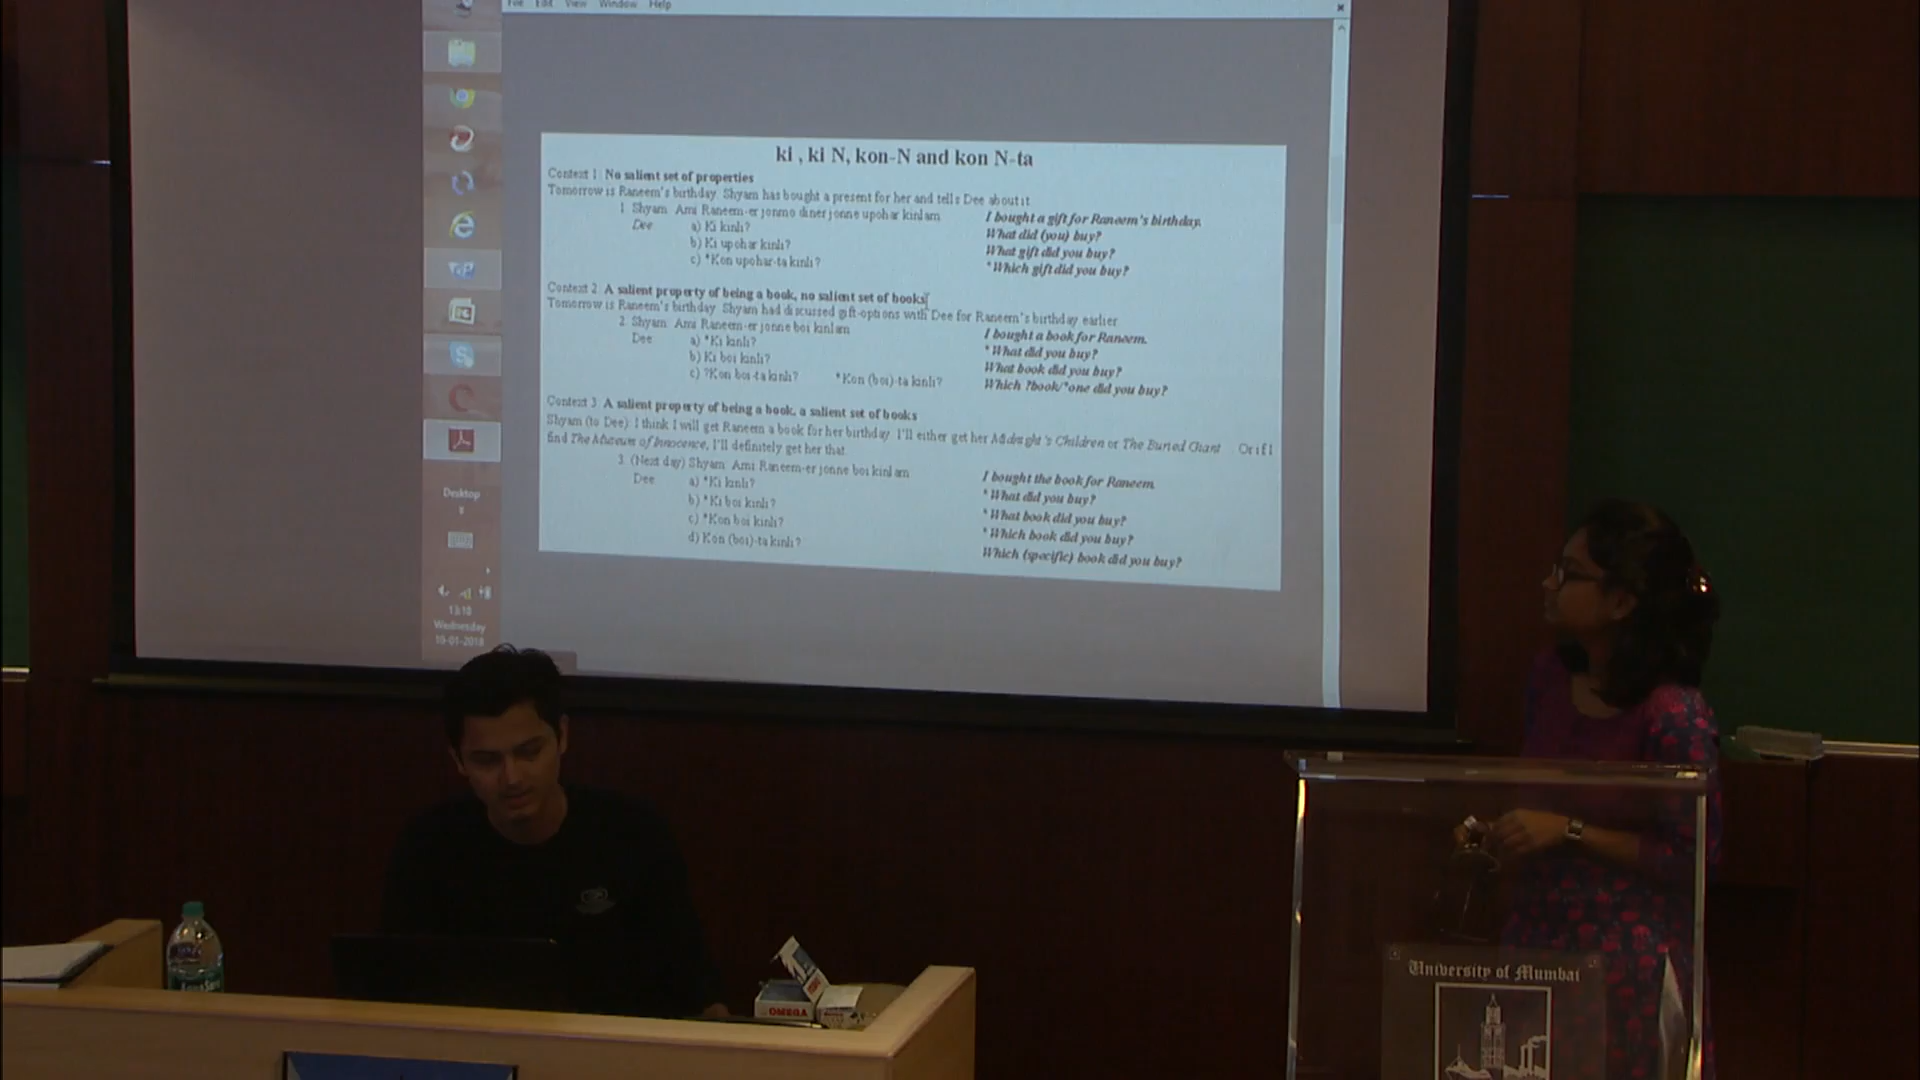 File Edit View Window Help
ki , ki N, kon-N and kon N-ta
Context 1 No salient set of properties
Tomorrow is Raneem's birthday. Shyam has bought a present for her and tells Dee about it.
1. Shyam: Ami Raneem-er jonmo diner jonne upohar kinlam I bought a gift for Raneem's birthday.
Dee a) Ki kinli? What did (you) buy?
b) Ki upohar kinli? What gift did you buy?
c) *Kon upohar-ta kinli? *Which gift did you buy?
Context 2 A salient property of being a book, no salient set of books
Tomorrow is Raneem's birthday. Shyam had discussed gift-options with Dee for Raneem's birthday earlier
2. Shyam: Ami Raneem-er jonne boi kinlam I bought a book for Raneem.
Dee a) *Ki kinli? *What did you buy?
b) Ki boi kinli? What book did you buy?
c) ?Kon boi-ta kinli? *Kon (boi)-ta kinli? Which ?book/*one did you buy?
Context 3 A salient property of being a book, a salient set of books
Shyam (to Dee): I think I will get Raneem a book for her birthday. I'll either get her Midnight's Children or The Buried Giant. Or if I
find The Museum of Innocence, I'll definitely get her that.
3. (Next day) Shyam: Ami Raneem-er jonne boi kinlam I bought the book for Raneem.
Dee a) *Ki kinli? *What did you buy?
b) *Ki boi kinli? *What book did you buy?
c) *Kon boi kinli? *Which book did you buy?
d) Kon (boi)-ta kinli? Which (specific) book did you buy?
Desktop
13:10
Wednesday
OMEGA
University of Mumbai